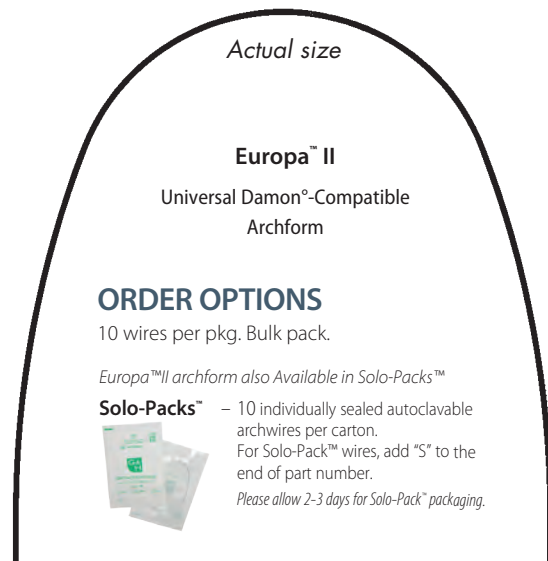 Actual size
Europa™ II
Universal Damon°-Compatible
Archform
ORDER OPTIONS
10 wires per pkg. Bulk pack.
Europa™II archform also Available in Solo-Packs™
Solo-Packs™ – 10 individually sealed autoclavable
archwires per carton.
For Solo-Pack™ wires, add “S” to the
end of part number.
Please allow 2-3 days for Solo-Pack™ packaging.